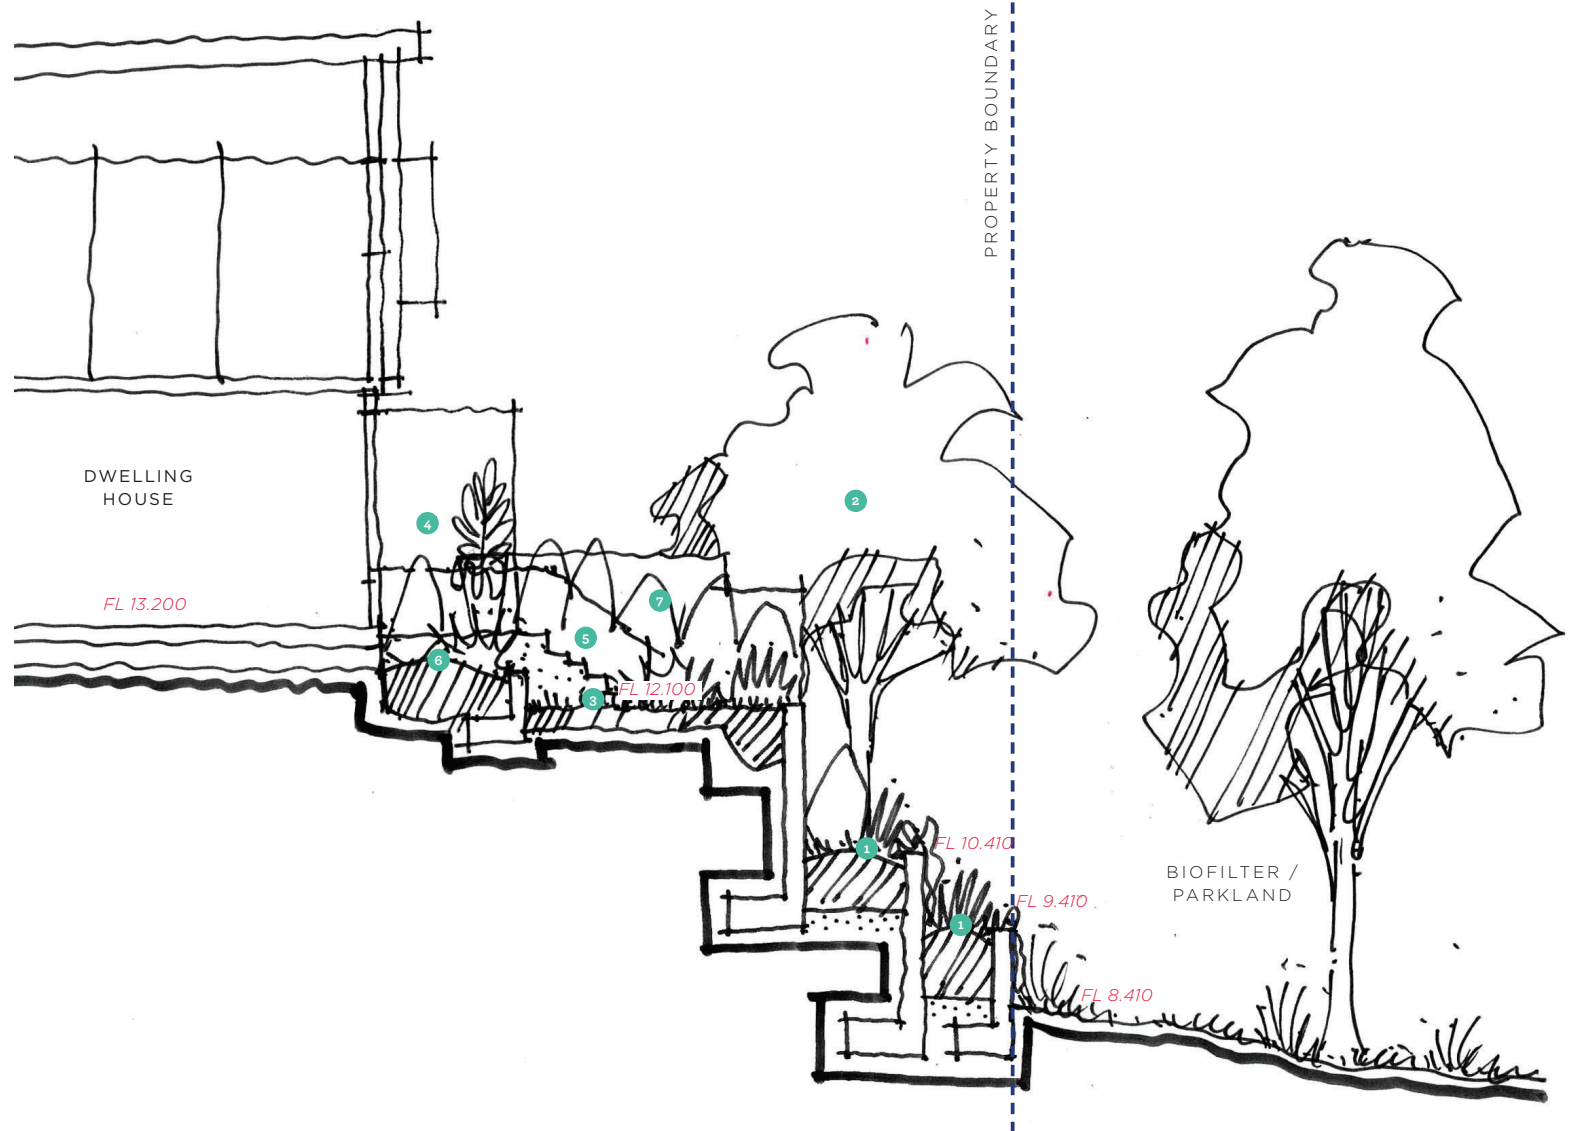 PROPERTY BOUNDARY
DWELLING
HOUSE
2
4
FL 13.200
7
5
6
FL 12.100
3
1
FL 10.410
BIOFILTER /
PARKLAND
FL 9.410
1
FL 8.410